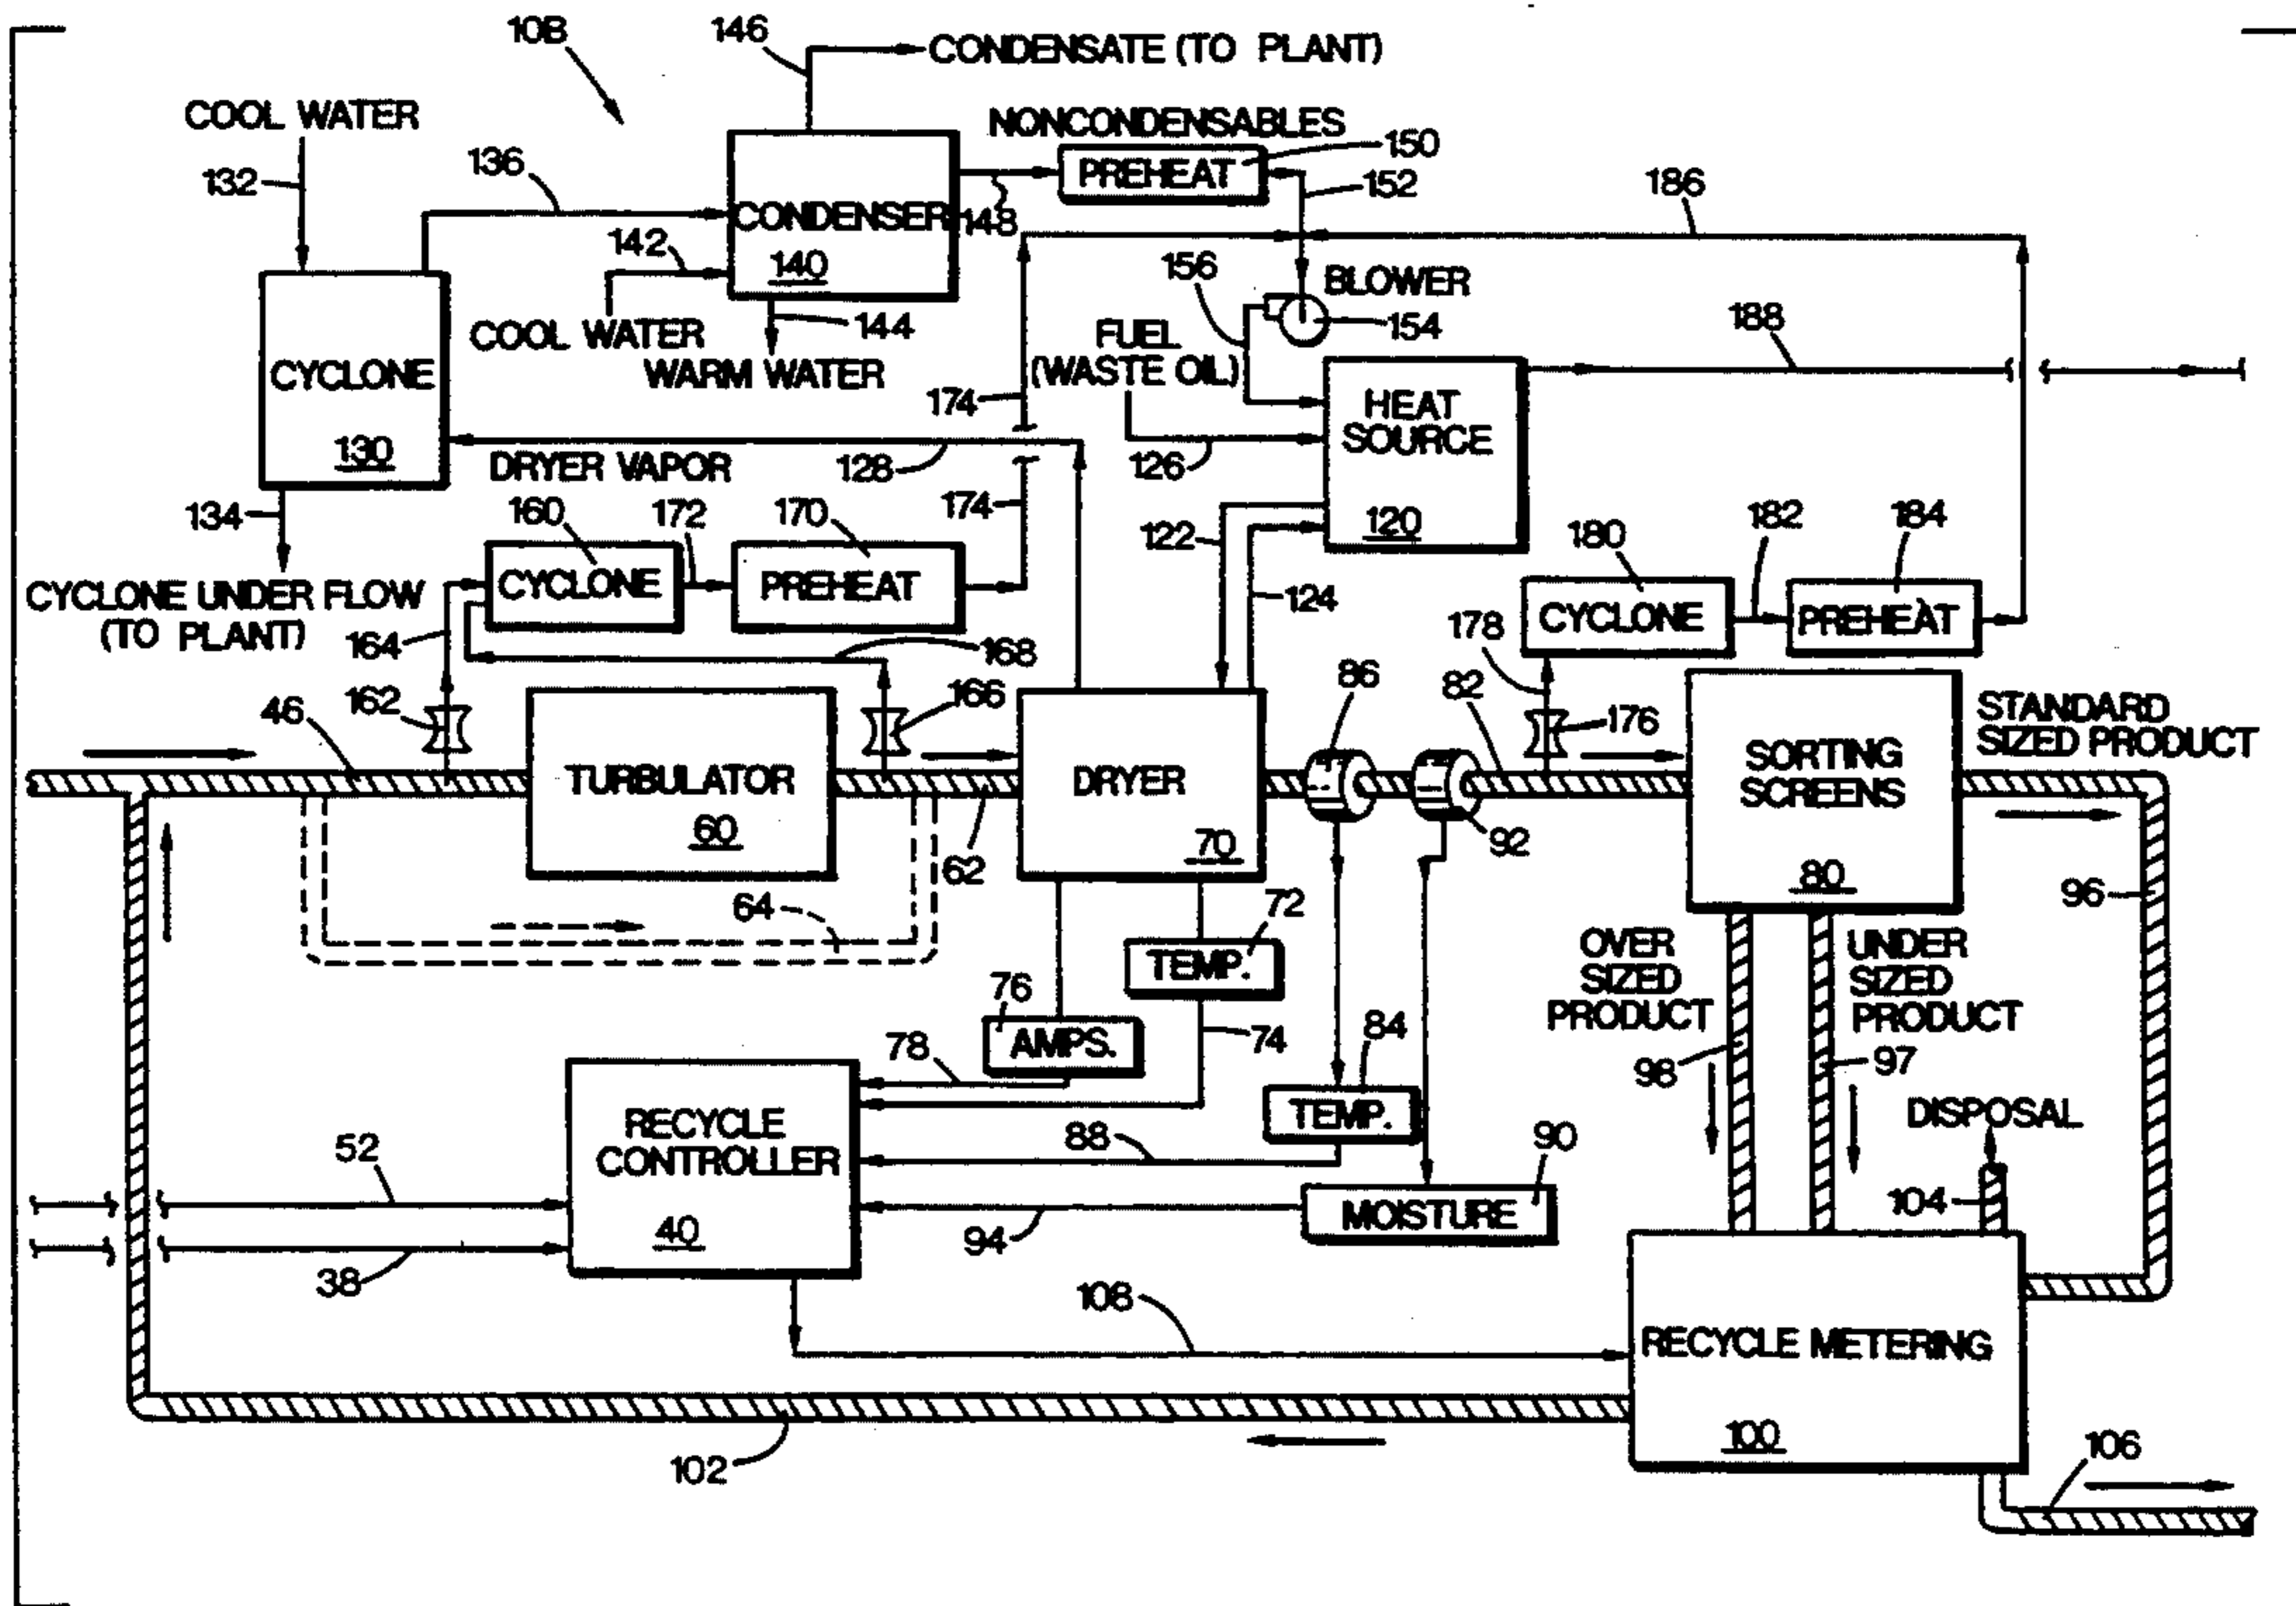 10B
146
CONDENSATE (TO PLANT)
COOL WATER
132
136
NONCONDENSABLES
PREHEAT
150
152
186
CONDENSER
140
148
142
COOL WATER
144
WARM WATER
156
BLOWER
154
FUEL
(WASTE OIL)
188
CYCLONE
130
134
CYCLONE UNDER FLOW
(TO PLANT)
DRYER VAPOR
128
174
174
126
HEAT
SOURCE
120
122
124
160
CYCLONE
172
170
PREHEAT
164
162
168
166
180
CYCLONE
182
184
PREHEAT
178
176
46
TURBULATOR
60
64
62
DRYER
70
86
82
92
SORTING
SCREENS
80
STANDARD
SIZED PRODUCT
96
OVER
SIZED
PRODUCT
98
UNDER
SIZED
PRODUCT
97
DISPOSAL
104
72
TEMP.
74
76
AMPS.
78
84
TEMP.
88
90
MOISTURE
94
RECYCLE
CONTROLLER
40
52
38
108
RECYCLE METERING
100
102
106